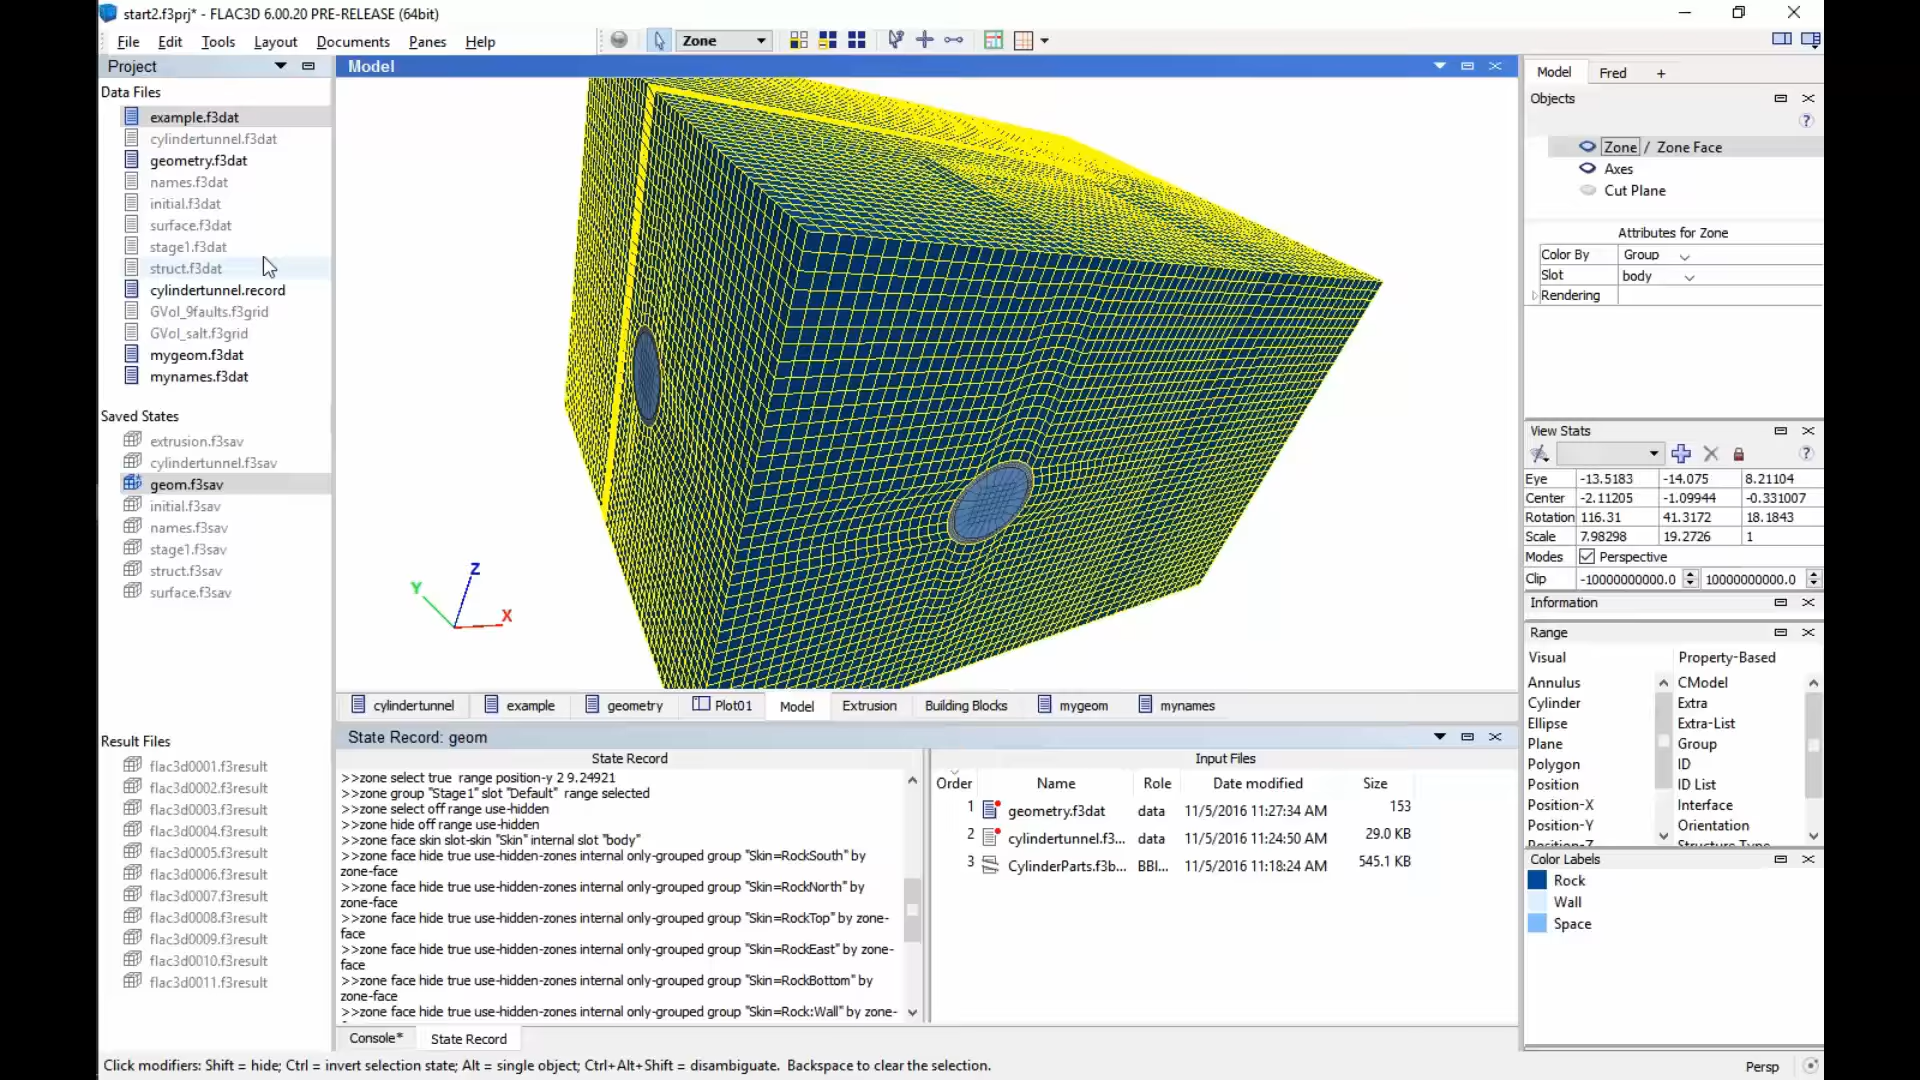 start2.f3prj* - FLAC3D 6.00.20 PRE-RELEASE (64bit)
File Edit Tools Layout Documents Panes Help
Zone
Project
Data Files
example.f3dat
cylindertunnel.f3dat
geometry.f3dat
names.f3dat
initial.f3dat
surface.f3dat
stage1.f3dat
struct.f3dat
cylindertunnel.record
GVol_9faults.f3grid
GVol_salt.f3grid
mygeom.f3dat
mynames.f3dat
Saved States
extrusion.f3sav
cylindertunnel.f3sav
geom.f3sav
initial.f3sav
names.f3sav
stage1.f3sav
struct.f3sav
surface.f3sav
Result Files
flac3d0001.f3result
flac3d0002.f3result
flac3d0003.f3result
flac3d0004.f3result
flac3d0005.f3result
flac3d0006.f3result
flac3d0007.f3result
flac3d0008.f3result
flac3d0009.f3result
flac3d0010.f3result
flac3d0011.f3result
Model
Z
Y
X
cylindertunnel example geometry Plot01 Model Extrusion Building Blocks mygeom mynames
State Record: geom
State Record
>>zone select true range position-y 2 9.24921
>>zone group "Stage1" slot "Default" range selected
>>zone select off range use-hidden
>>zone hide off range use-hidden
>>zone face skin slot-skin "Skin" internal slot "body"
>>zone face hide true use-hidden-zones internal only-grouped group "Skin=RockSouth" by
zone-face
>>zone face hide true use-hidden-zones internal only-grouped group "Skin=RockNorth" by
zone-face
>>zone face hide true use-hidden-zones internal only-grouped group "Skin=RockTop" by zone-
face
>>zone face hide true use-hidden-zones internal only-grouped group "Skin=RockEast" by zone-
face
>>zone face hide true use-hidden-zones internal only-grouped group "Skin=RockBottom" by
zone-face
>>zone face hide true use-hidden-zones internal only-grouped group "Skin=Rock:Wall" by zone-
Input Files
Order Name Role Date modified Size
1 geometry.f3dat data 11/5/2016 11:27:34 AM 153
2 cylindertunnel.f3... data 11/5/2016 11:24:50 AM 29.0 KB
3 CylinderParts.f3b... BBI... 11/5/2016 11:18:24 AM 545.1 KB
Console* State Record
Click modifiers: Shift = hide; Ctrl = invert selection state; Alt = single object; Ctrl+Alt+Shift = disambiguate. Backspace to clear the selection.
Persp
Model Fred +
Objects
?
Zone / Zone Face
Axes
Cut Plane
Attributes for Zone
Color By Group
Slot body
Rendering
View Stats
?
Eye -13.5183 -14.075 8.21104
Center -2.11205 -1.09944 -0.331007
Rotation 116.31 41.3172 18.1843
Scale 7.98298 19.2726 1
Modes Perspective
Clip -10000000000.0 10000000000.0
Information
Range
Visual Property-Based
Annulus CModel
Cylinder Extra
Ellipse Extra-List
Plane Group
Polygon ID
Position ID List
Position-X Interface
Position-Y Orientation
Position-Z Structure Type
Color Labels
Rock
Wall
Space